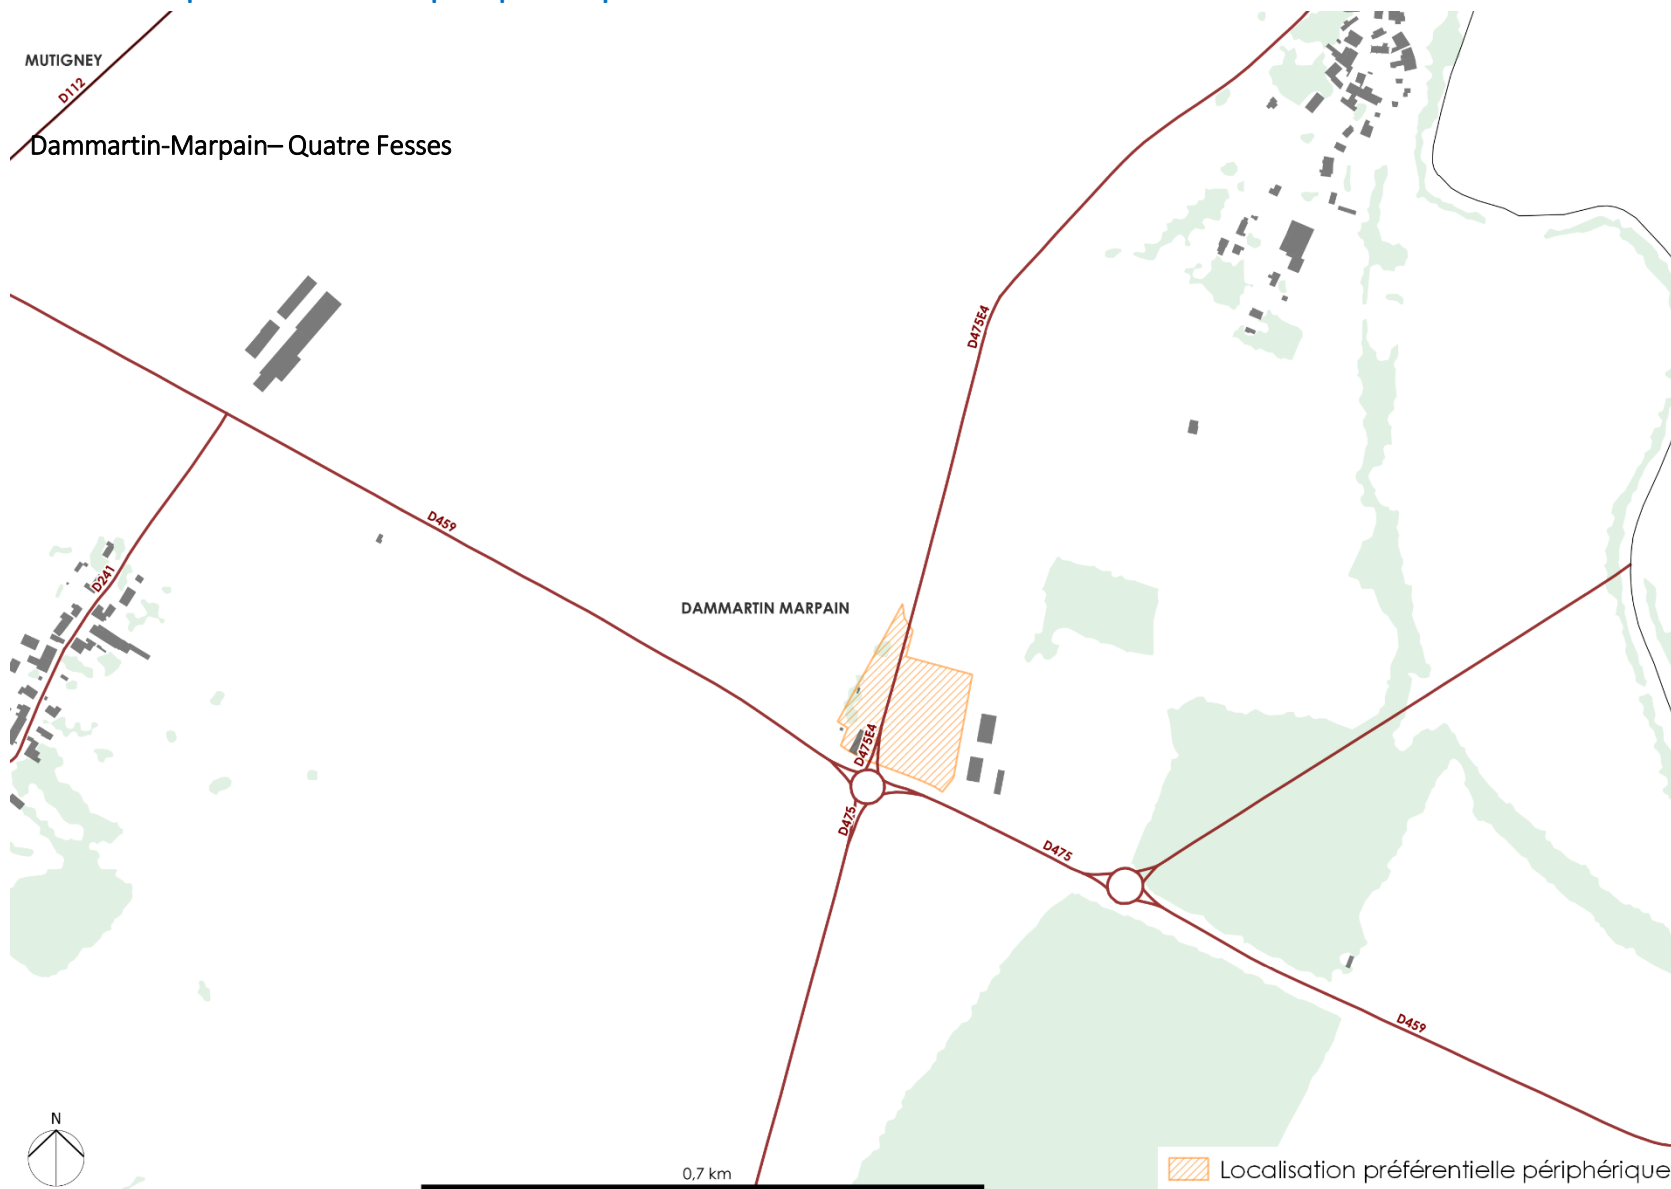 MUTIGNEY
D112
Dammartin-Marpain– Quatre Fesses
D475E4
D459
D241
DAMMARTIN MARPAIN
D475E4
D475
D475
D459
N
0,7 km
Localisation préférentielle périphérique